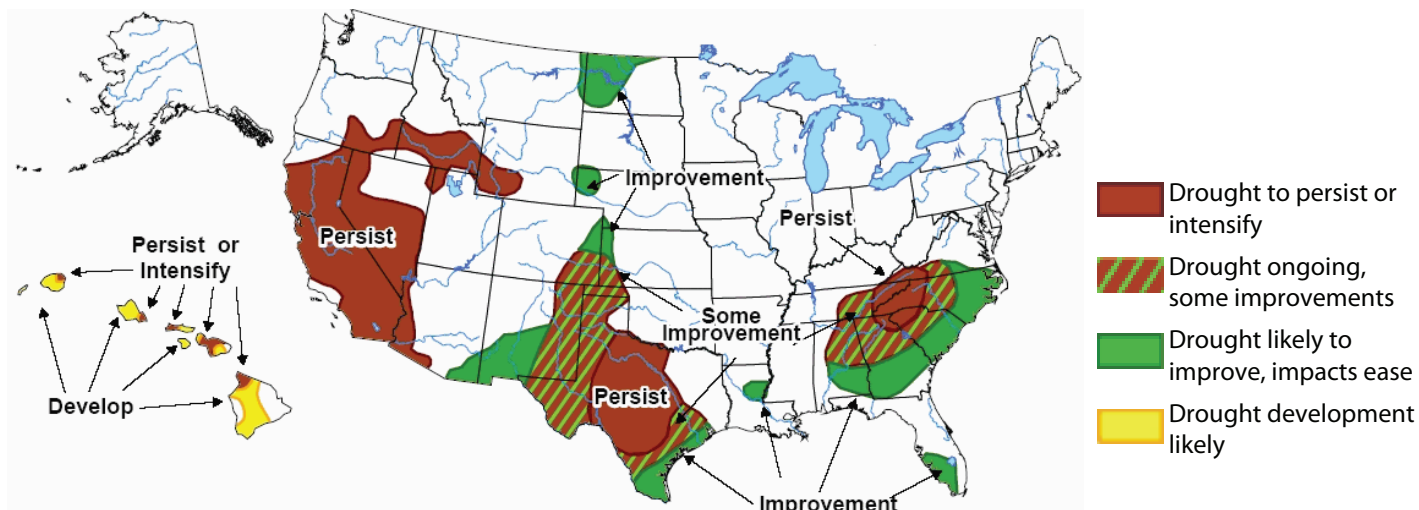 Improvement
Persist
Persist
Persist or
Intensify
Some
Improvement
Persist
Develop
Improvement
Drought to persist or
intensify
Drought ongoing,
some improvements
Drought likely to
improve, impacts ease
Drought development
likely